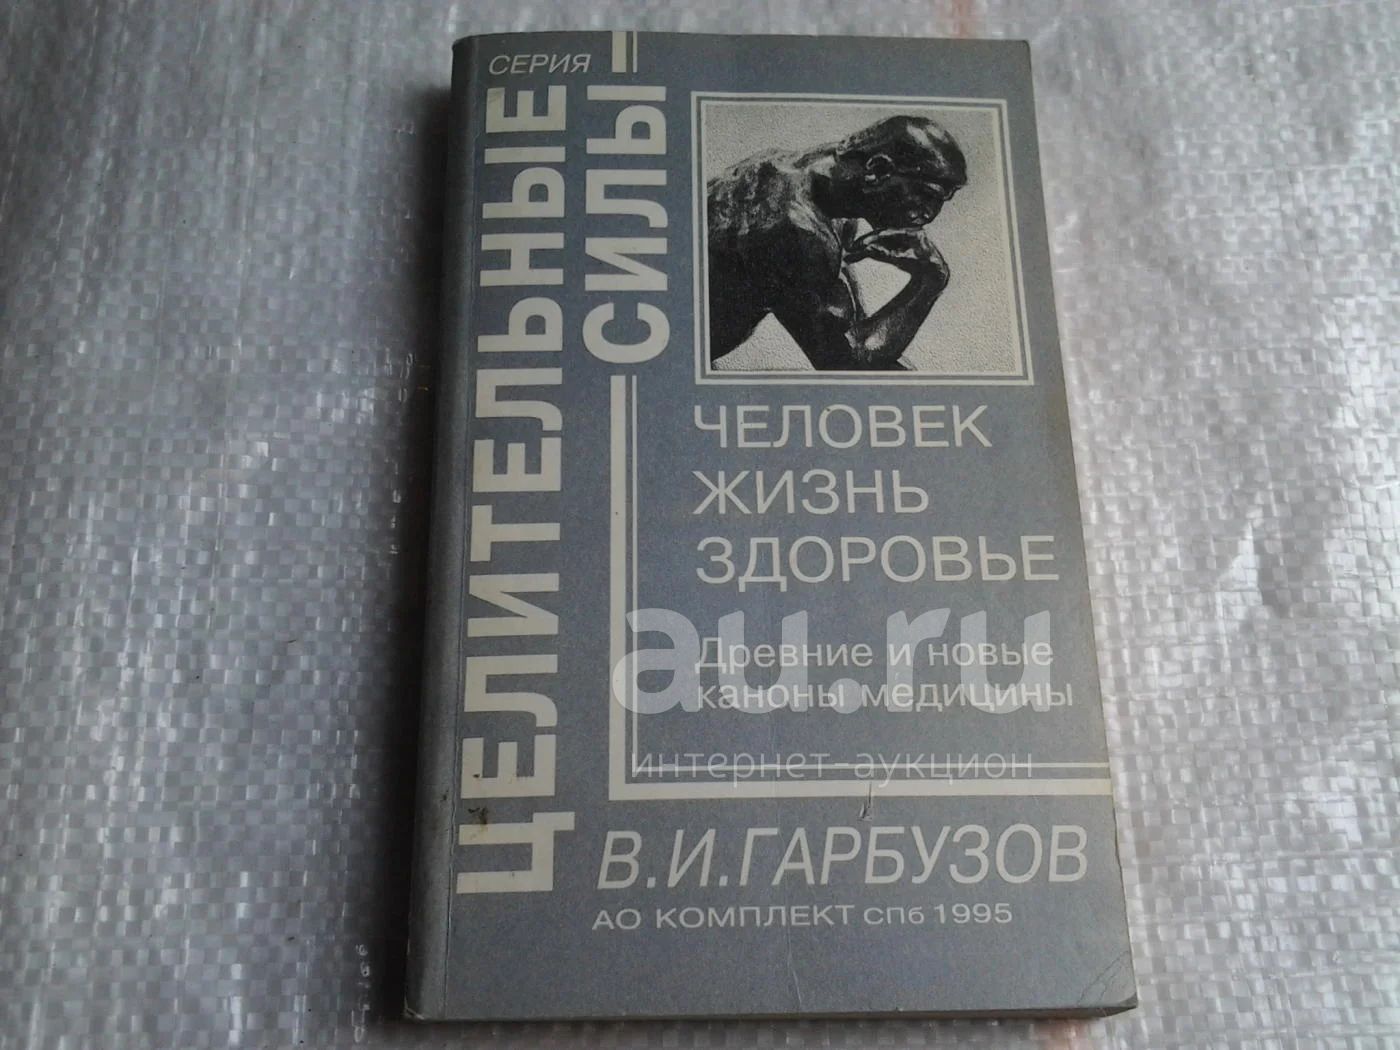 СЕРИЯ
ЦЕЛИТЕЛЬНЫЕ
СИЛЫ
ЧЕЛОВЕК
ЖИЗНЬ
ЗДОРОВЬЕ
Древние и новые
каноны медицины
au.ru
интернет-аукцион
В.И.ГАРБУЗОВ
АО КОМПЛЕКТ СПб 1995